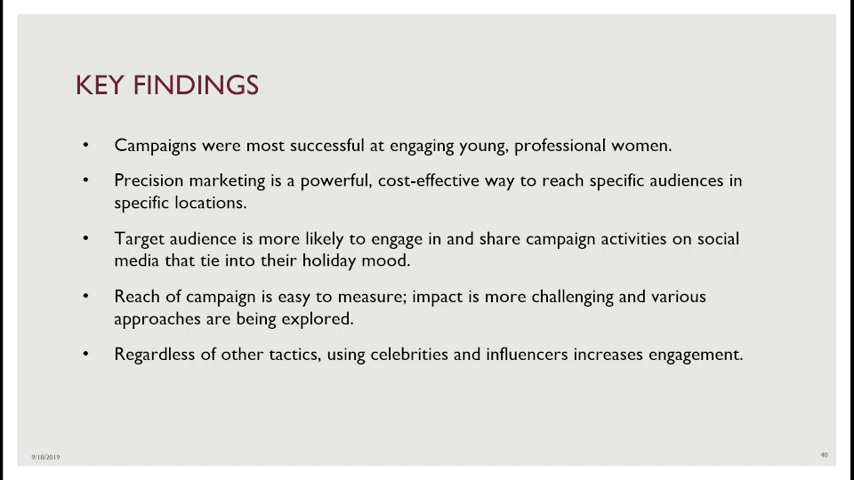 KEY FINDINGS
• Campaigns were most successful at engaging young, professional women.
• Precision marketing is a powerful, cost-effective way to reach specific audiences in
specific locations.
• Target audience is more likely to engage in and share campaign activities on social
media that tie into their holiday mood.
• Reach of campaign is easy to measure; impact is more challenging and various
approaches are being explored.
• Regardless of other tactics, using celebrities and influencers increases engagement.
9/18/2019
40